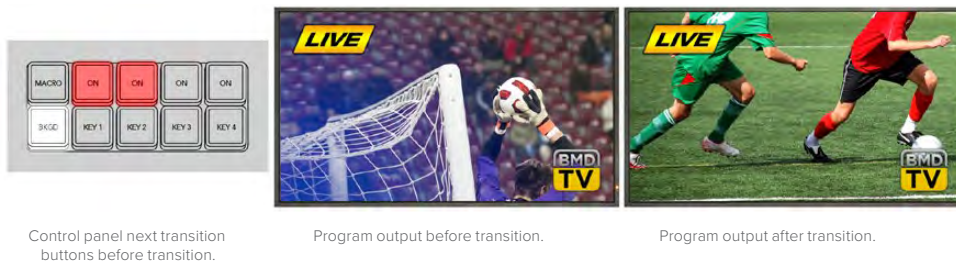 MACRO ON ON ON ON
BKGD KEY 1 KEY 2 KEY 3 KEY 4
LIVE
BMD
TV
LIVE
BMD
TV
Control panel next transition
buttons before transition.
Program output before transition.
Program output after transition.